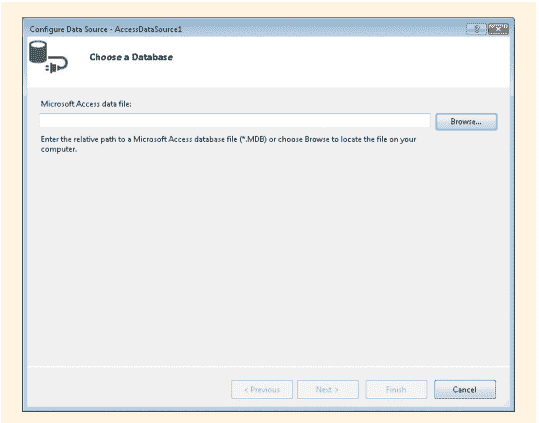 Configure Data Source - AccessDataSource1
Choose a Database
Microsoft Access data file:
Browse...
Enter the relative path to a Microsoft Access database file (*.MDB) or choose Browse to locate the file on your
computer.
< Previous
Next >
Finish
Cancel